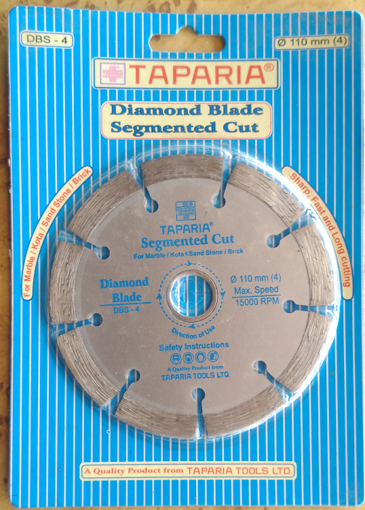 DBS - 4
Ø 110 mm (4)
TAPARIA®
Diamond Blade
Segmented Cut
For Marble / Kota / Sand Stone / Brick
Sharp, Fast and Long cutting
TAPARIA®
Segmented Cut
For Marble / Kota / Sand Stone / Brick
Diamond
Blade
DBS - 4
Ø 110 mm (4)
Max. Speed
15000 RPM
Direction of Use
Safety Instructions
A Quality Product from
TAPARIA TOOLS LTD
A Quality Product from TAPARIA TOOLS LTD